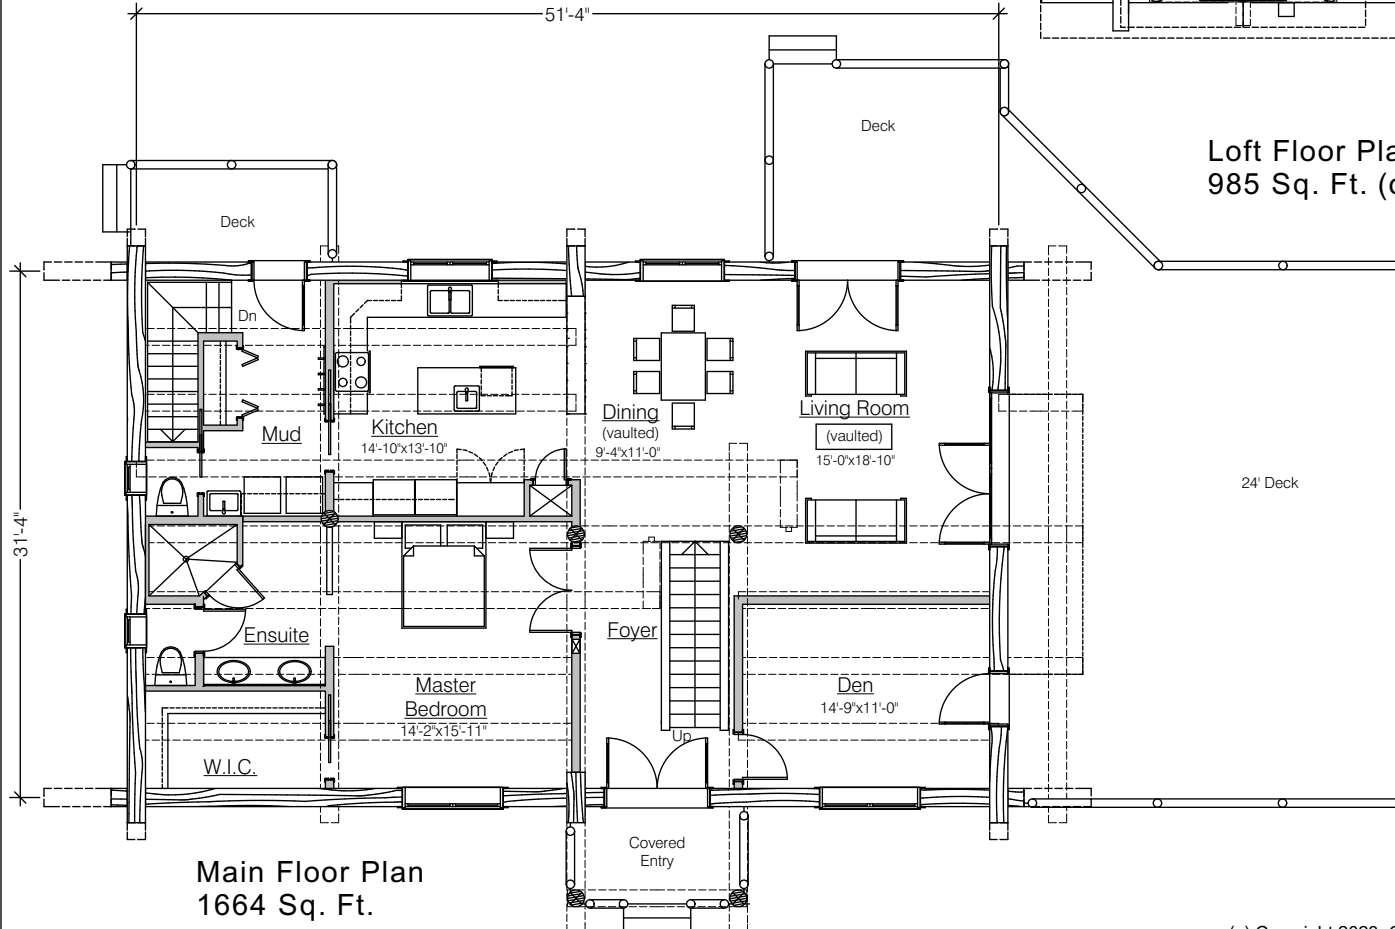 51'-4"
Deck
Loft Floor Pla
985 Sq. Ft. (
Deck
Dn
Mud
Kitchen
14'-10"x13'-10"
Dining
(vaulted)
9'-4"x11'-0"
Living Room
(vaulted)
15'-0"x18'-10"
24' Deck
31'-4"
Ensuite
Foyer
Master
Bedroom
14'-2"x15'-11"
Den
14'-9"x11'-0"
Up
W.I.C.
Covered
Entry
Main Floor Plan
1664 Sq. Ft.